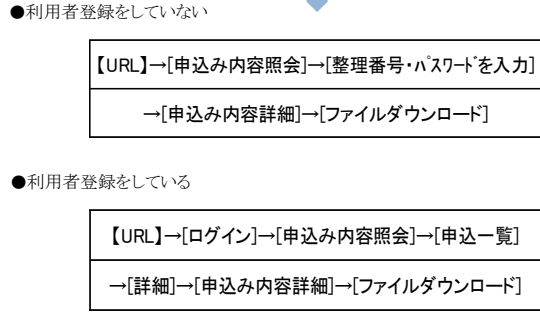 ●利用者登録をしていない
【URL】→[申込み内容照会]→[整理番号・ﾊﾟｽﾜｰﾄﾞを入力]
→[申込み内容詳細]→[ファイルダウンロード]
●利用者登録をしている
【URL】→[ログイン]→[申込み内容照会]→[申込一覧]
→[詳細]→[申込み内容詳細]→[ファイルダウンロード]